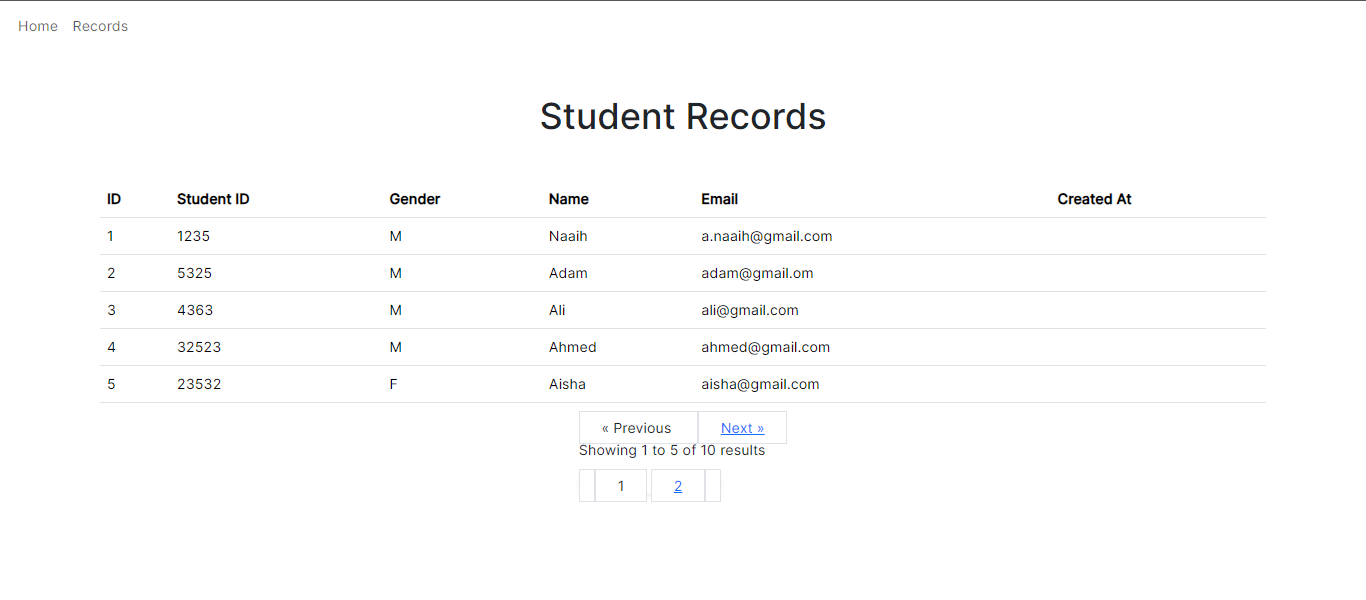 Home Records
Student Records
ID Student ID Gender Name Email Created At
1 1235 M Naaih a.naaih@gmail.com
2 5325 M Adam adam@gmail.om
3 4363 M Ali ali@gmail.com
4 32523 M Ahmed ahmed@gmail.com
5 23532 F Aisha aisha@gmail.com
« Previous Next »
Showing 1 to 5 of 10 results
1 2